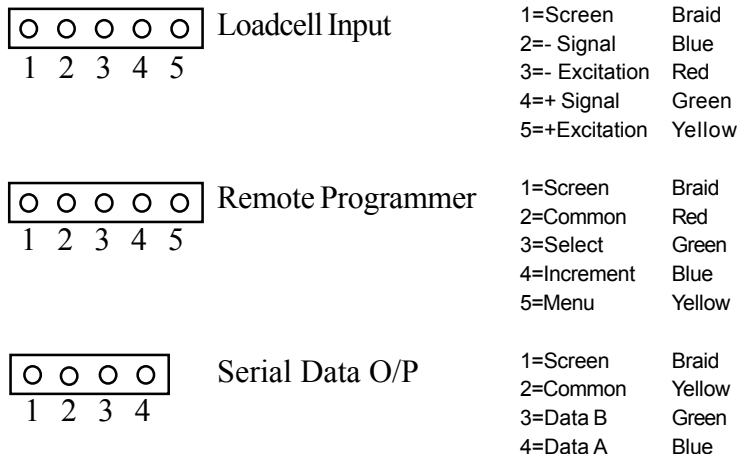 Loadcell Input
1 2 3 4 5
1=Screen Braid
2=- Signal Blue
3=- Excitation Red
4=+ Signal Green
5=+Excitation Yellow
Remote Programmer
1 2 3 4 5
1=Screen Braid
2=Common Red
3=Select Green
4=Increment Blue
5=Menu Yellow
Serial Data O/P
1 2 3 4
1=Screen Braid
2=Common Yellow
3=Data B Green
4=Data A Blue